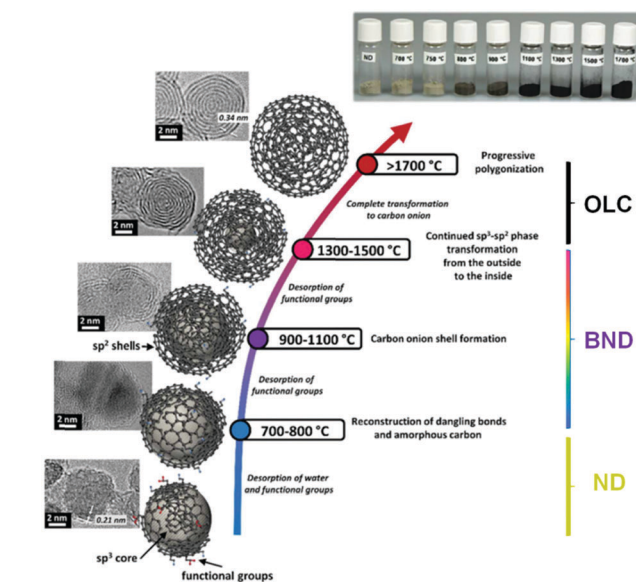 ND
700 °C
750 °C
800 °C
900 °C
1100 °C
1300 °C
1500 °C
1700 °C
2 nm
0.34 nm
>1700 °C
Progressive
polygonization
Complete transformation
to carbon onion
OLC
2 nm
1300-1500 °C
Continued sp³-sp² phase
transformation
from the outside
to the inside
Desorption of
functional groups
2 nm
sp² shells
900-1100 °C
Carbon onion shell formation
BND
Desorption of
functional groups
2 nm
700-800 °C
Reconstruction of dangling bonds
and amorphous carbon
Desorption of water
and functional groups
ND
2 nm
0.21 nm
sp³ core
functional groups